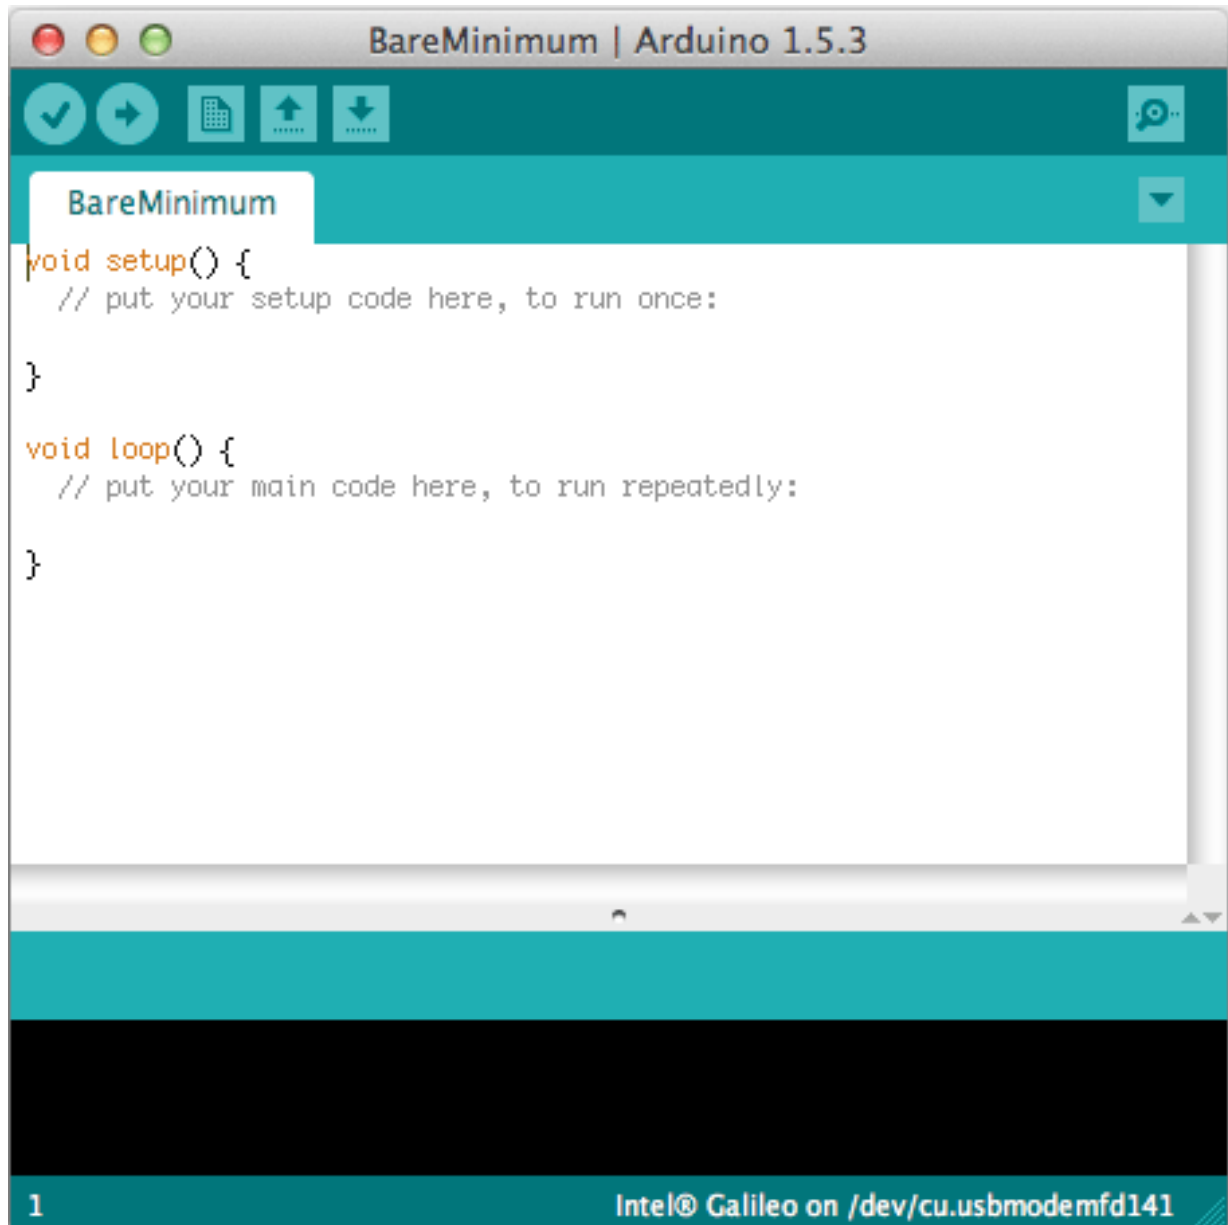 BareMinimum | Arduino 1.5.3
BareMinimum
void setup() {
  // put your setup code here, to run once:
}
void loop() {
  // put your main code here, to run repeatedly:
}
1
Intel® Galileo on /dev/cu.usbmodemfd141